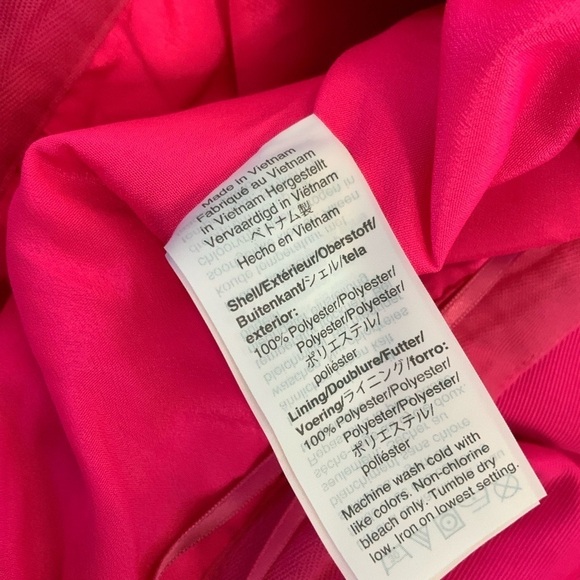 Made in Vietnam
Fabriqué au Vietnam
in Vietnam Hergestellt
Vervaardigd in Viëtnam
ベトナム製
Hecho en Vietnam
Shell/Extérieur/Oberstoff/
Buitenkant/シェル/tela
exterior:
100% Polyester/Polyester/
Polyester/Polyester/
ポリエステル/
poliéster
Lining/Doublure/Futter/
Voering/ライニング/forro:
100% Polyester/Polyester/
Polyester/Polyester/
ポリエステル/
poliéster
Machine wash cold with
like colors. Non-chlorine
bleach only. Tumble dry
low. Iron on lowest setting.